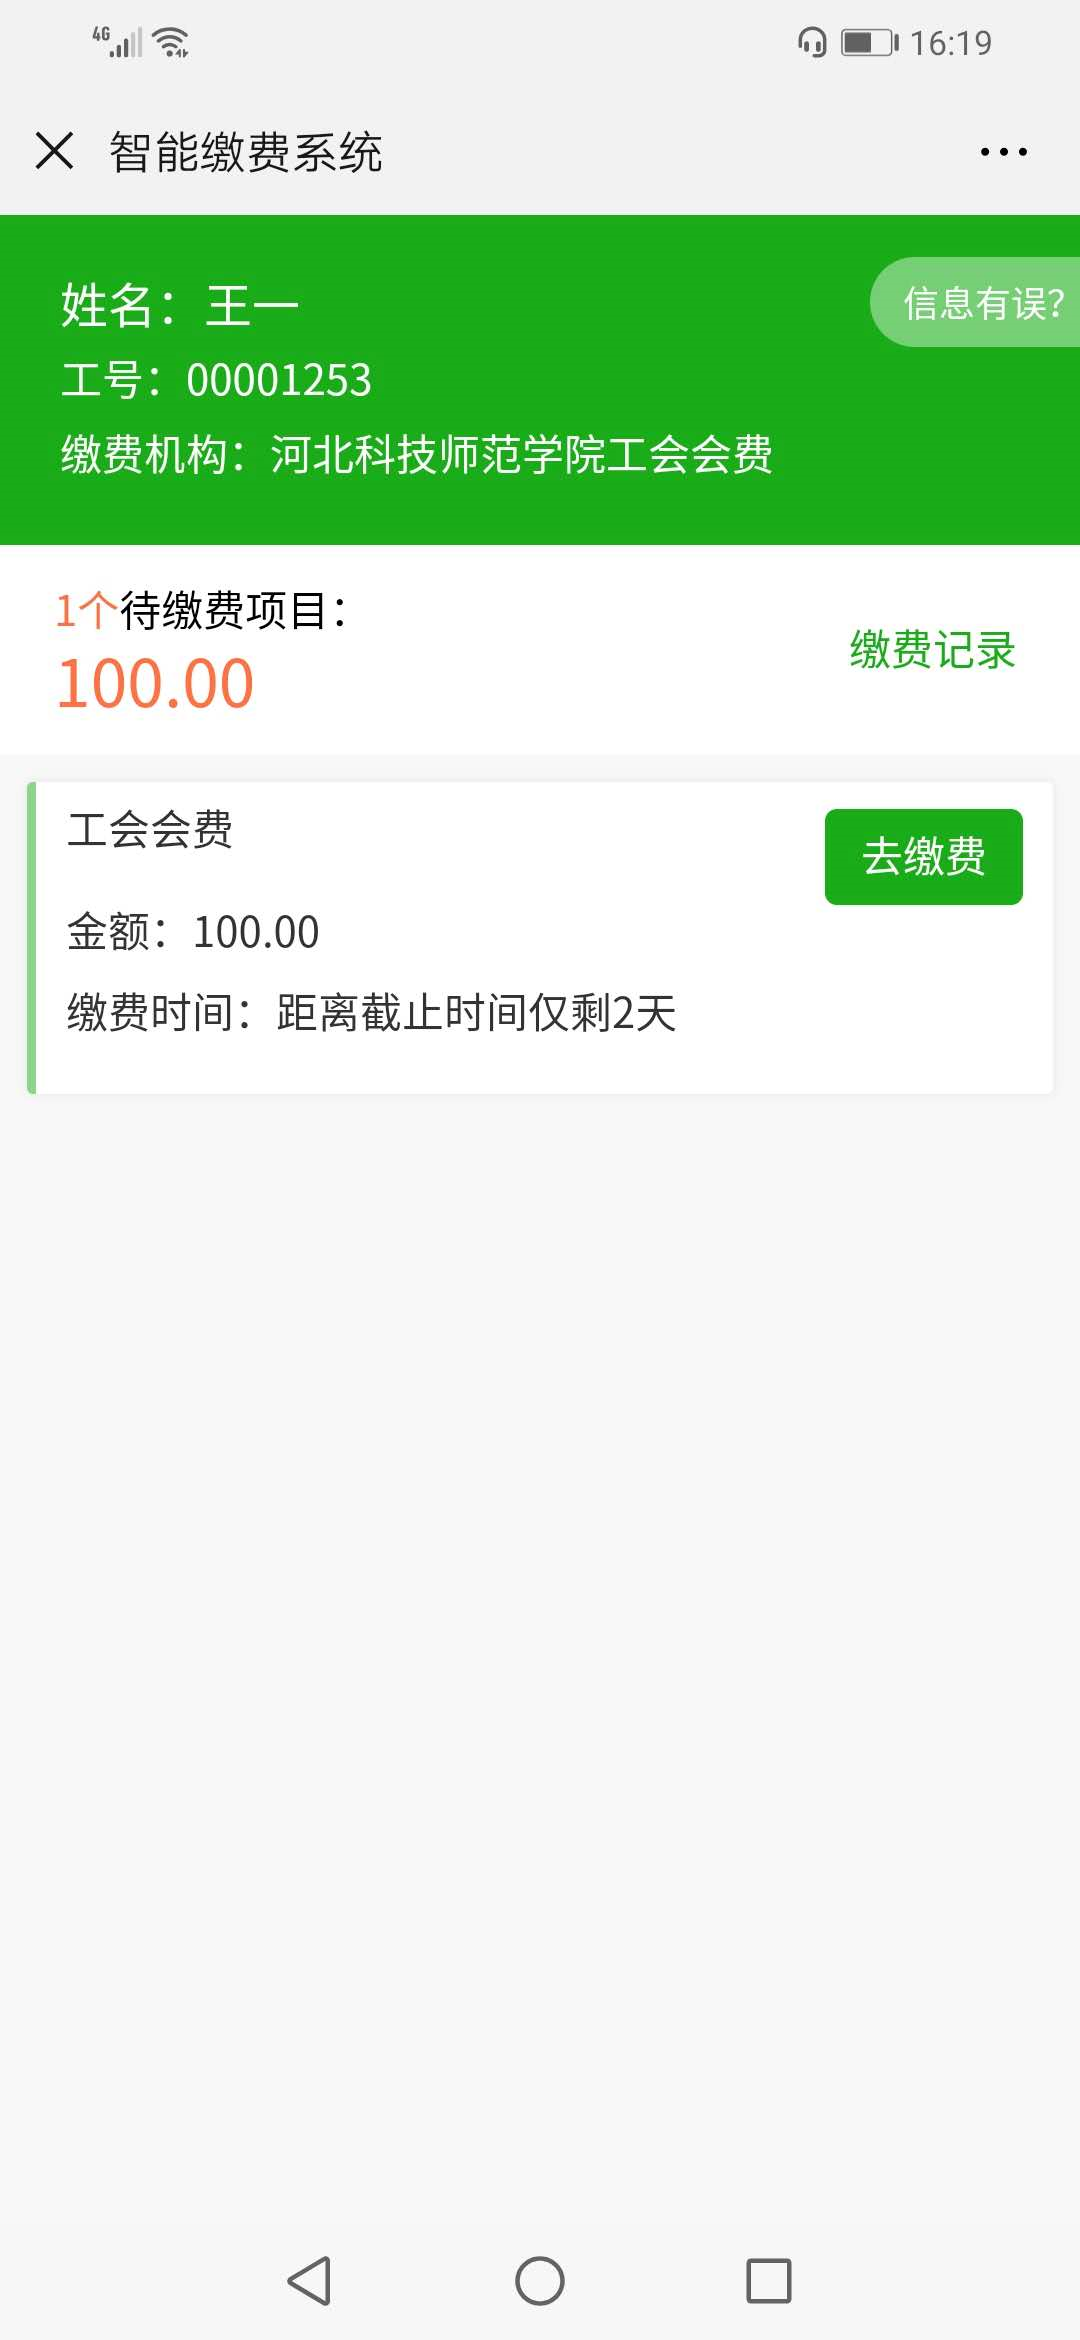 4G
16:19
智能缴费系统
姓名：王一
信息有误?
工号：00001253
缴费机构：河北科技师范学院工会会费
1个待缴费项目：
100.00
缴费记录
工会会费
去缴费
金额：100.00
缴费时间：距离截止时间仅剩2天